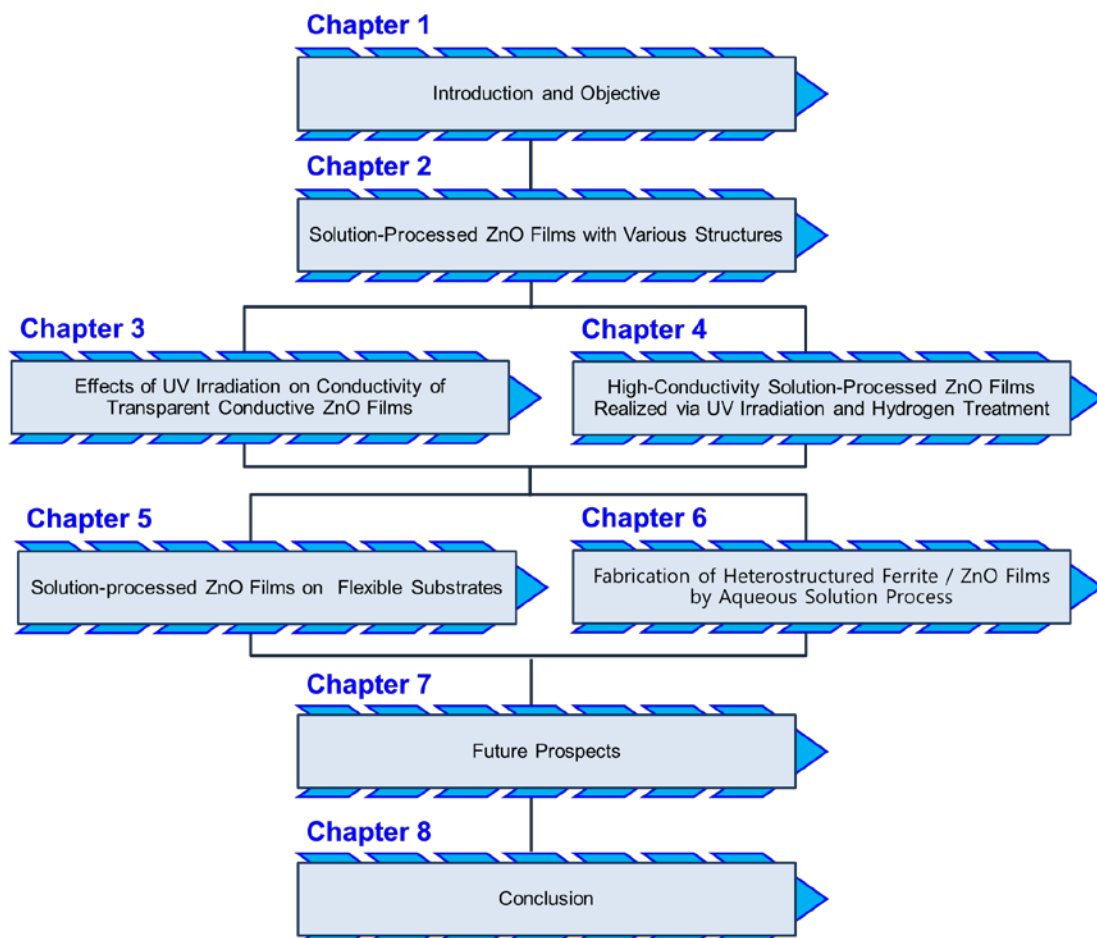 Chapter 1
Introduction and Objective
Chapter 2
Solution-Processed ZnO Films with Various Structures
Chapter 3
Effects of UV Irradiation on Conductivity of
Transparent Conductive ZnO Films
Chapter 4
High-Conductivity Solution-Processed ZnO Films
Realized via UV Irradiation and Hydrogen Treatment
Chapter 5
Solution-processed ZnO Films on Flexible Substrates
Chapter 6
Fabrication of Heterostructured Ferrite / ZnO Films
by Aqueous Solution Process
Chapter 7
Future Prospects
Chapter 8
Conclusion